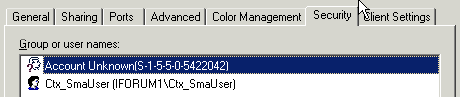 General Sharing Ports Advanced Color Management Security Client Settings
Group or user names:
Account Unknown(S-1-5-5-0-5422042)
Ctx_SmaUser (IFORUM1\Ctx_SmaUser)